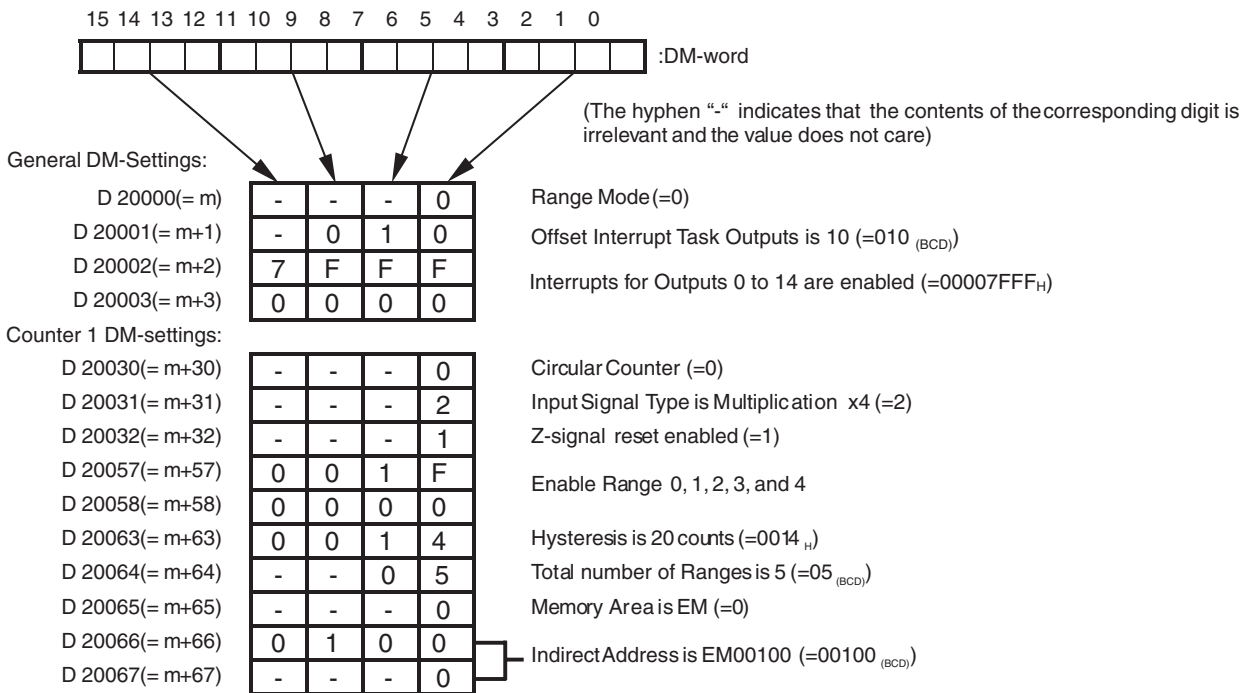 15 14 13 12 11 10 9 8 7 6 5 4 3 2 1 0
:DM-word
(The hyphen "-" indicates that the contents of thecorresponding digit is
irrelevant and the value does not care)
General DM-Settings:
D 20000(= m) - - - 0 Range Mode (=0)
D 20001(= m+1) - 0 1 0 Offset Interrupt Task Outputs is 10 (=010 (BCD))
D 20002(= m+2) 7 F F F Interrupts for Outputs 0 to 14 are enabled (=00007FFFH)
D 20003(= m+3) 0 0 0 0
Counter 1 DM-settings:
D 20030(= m+30) - - - 0 Circular Counter (=0)
D 20031(= m+31) - - - 2 Input Signal Type is Multiplication x4 (=2)
D 20032(= m+32) - - - 1 Z-signal reset enabled (=1)
D 20057(= m+57) 0 0 1 F Enable Range 0, 1, 2, 3, and 4
D 20058(= m+58) 0 0 0 0
D 20063(= m+63) 0 0 1 4 Hysteresis is 20 counts (=0014 H)
D 20064(= m+64) - - 0 5 Total number of Ranges is 5 (=05 (BCD))
D 20065(= m+65) - - - 0 Memory Area is EM (=0)
D 20066(= m+66) 0 1 0 0 Indirect Address is EM00100 (=00100 (BCD))
D 20067(= m+67) - - - 0